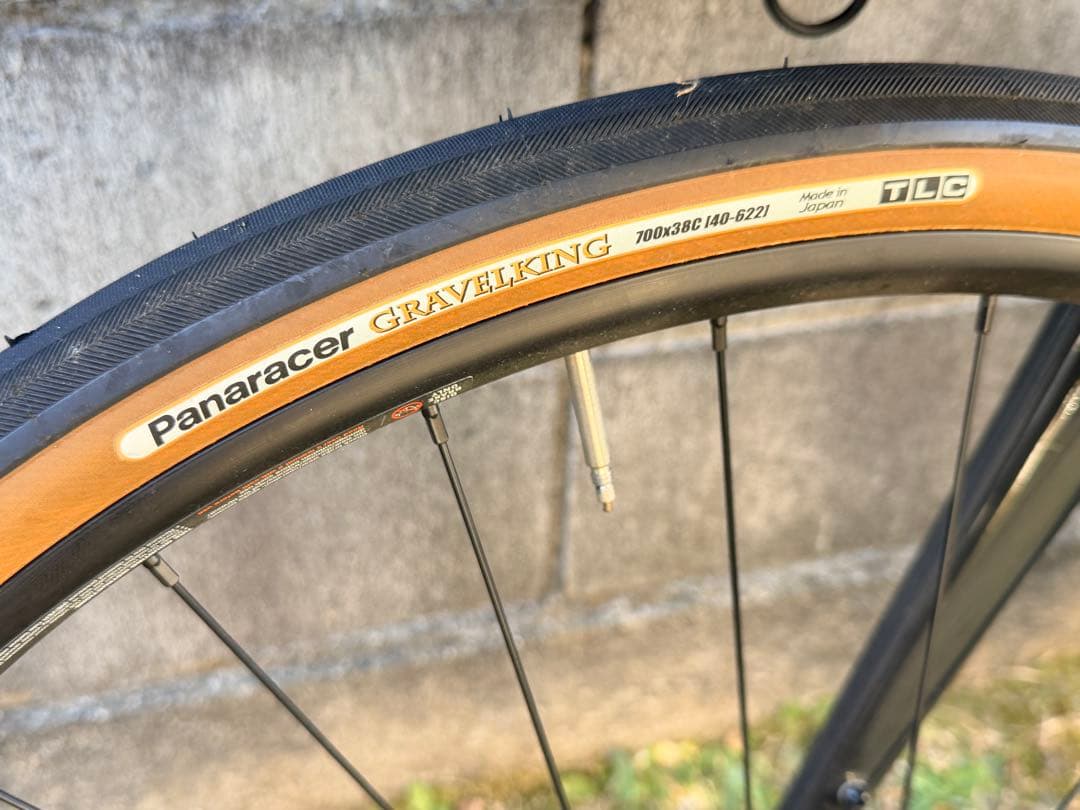 Panaracer GRAVELKING 700x38C [40-622] Made in
Japan TLC